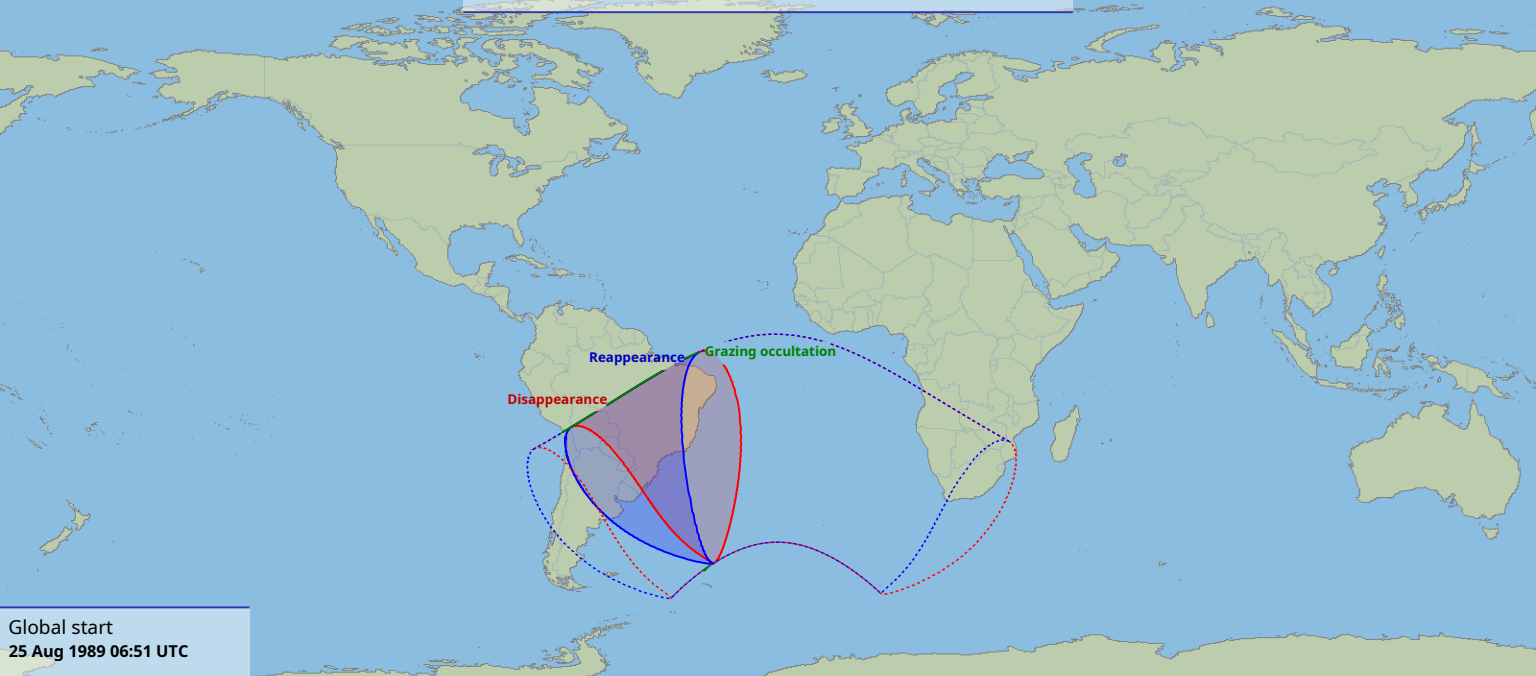 Reappearance
Grazing occultation
Disappearance
Global start
25 Aug 1989 06:51 UTC